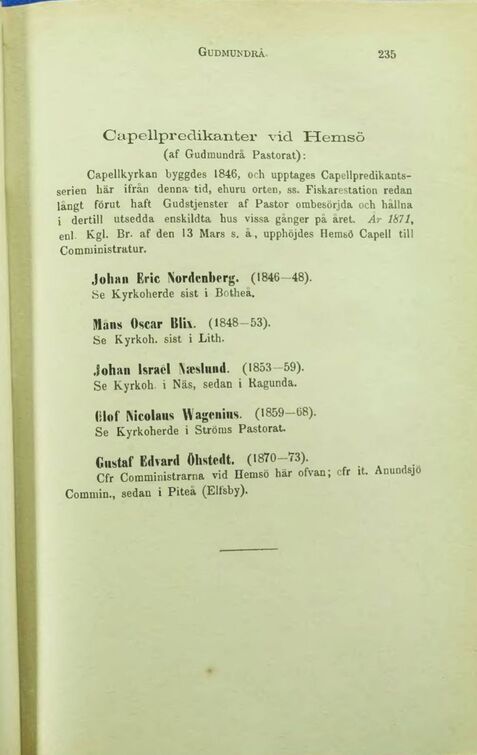 GUDMUNDRÅ. 235
Capellpredikanter vid Hemsö
(af Gudmundrå Pastorat):
Capellkyrkan byggdes 1846, och upptages Capellpredikants-
serien här ifrån denna tid, ehuru orten, ss. Fiskarestation redan
långt förut haft Gudstjenster af Pastor ombesörjda och hållna
i dertill utsedda enskildta hus vissa gånger på året. År 1871,
enl. Kgl. Br. af den 13 Mars s. å., upphöjdes Hemsö Capell till
Comministratur.
Johan Eric Nordenberg. (1846—48).
Se Kyrkoherde sist i Botheå.
Måns Oscar Blix. (1848—53).
Se Kyrkoh. sist i Lith.
Johan Israël Næslund. (1853—59).
Se Kyrkoh. i Näs, sedan i Ragunda.
Olof Nicolaus Wagenius. (1859—68).
Se Kyrkoherde i Ströms Pastorat.
Gustaf Edvard Öhstedt. (1870—73).
Cfr Comministrarna vid Hemsö här ofvan; cfr it. Anundsjö
Commin., sedan i Piteå (Elfsby).